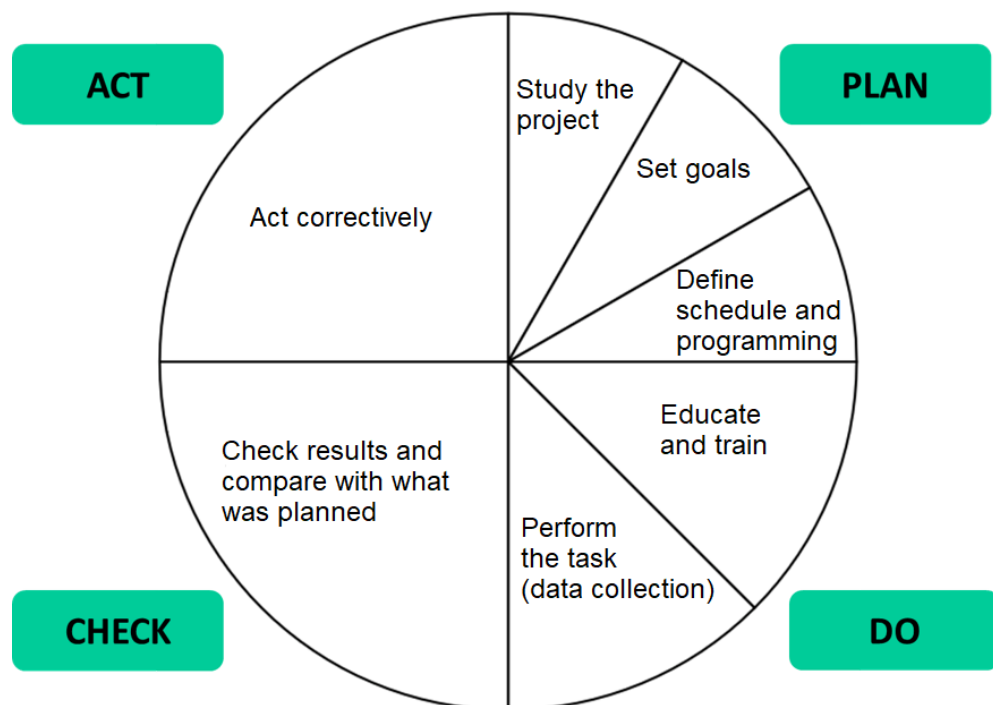 ACT
PLAN
Study the
project
Set goals
Act correctively
Define
schedule and
programming
Educate
and train
Check results and
compare with what
was planned
Perform
the task
(data collection)
CHECK
DO